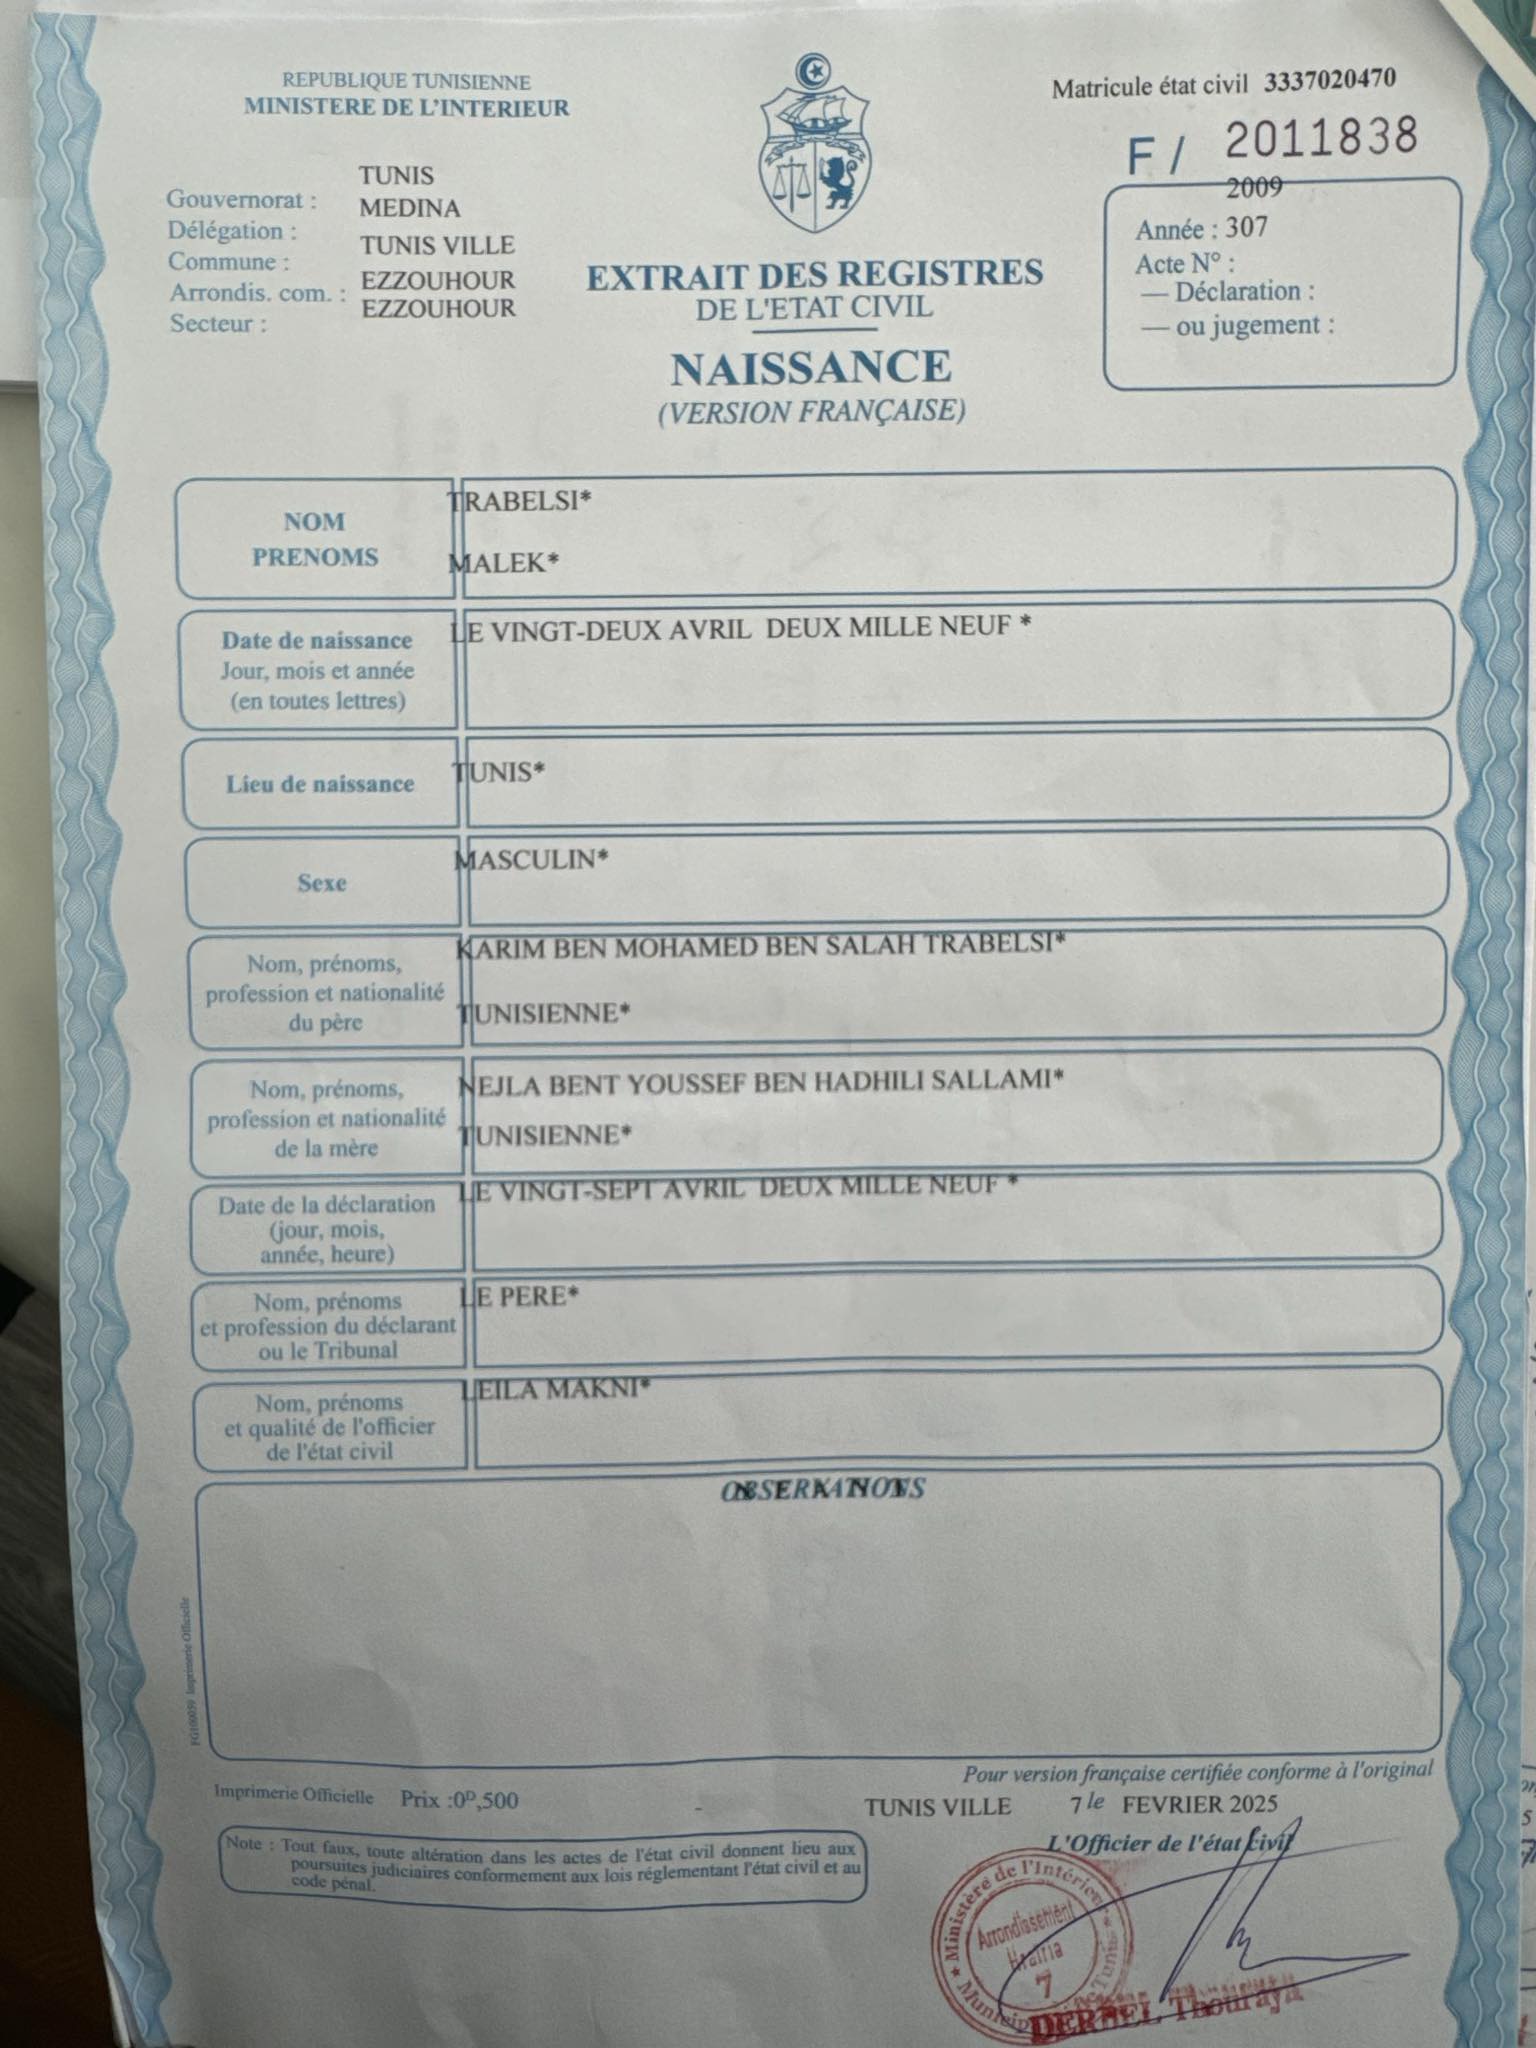 REPUBLIQUE TUNISIENNE
MINISTERE DE L'INTERIEUR
Matricule état civil 3337020470
F / 2011838
Gouvernorat : TUNIS
Délégation : MEDINA
Commune : TUNIS VILLE
Arrondis. com. : EZZOUHOUR
Secteur : EZZOUHOUR
2009
Année : 307
Acte N° :
— Déclaration :
— ou jugement :
EXTRAIT DES REGISTRES
DE L'ETAT CIVIL
NAISSANCE
(VERSION FRANÇAISE)
NOM
PRENOMS
TRABELSI*
MALEK*
Date de naissance
Jour, mois et année
(en toutes lettres)
LE VINGT-DEUX AVRIL DEUX MILLE NEUF *
Lieu de naissance
TUNIS*
Sexe
MASCULIN*
Nom, prénoms,
profession et nationalité
du père
KARIM BEN MOHAMED BEN SALAH TRABELSI*
TUNISIENNE*
Nom, prénoms,
profession et nationalité
de la mère
NEJLA BENT YOUSSEF BEN HADHILI SALLAMI*
TUNISIENNE*
Date de la déclaration
(jour, mois,
année, heure)
LE VINGT-SEPT AVRIL DEUX MILLE NEUF *
Nom, prénoms
et profession du déclarant
ou le Tribunal
LE PERE*
Nom, prénoms
et qualité de l'officier
de l'état civil
LEILA MAKNI*
OBSERVATIONS
FG100059 Imprimerie Officielle
Pour version française certifiée conforme à l'original
Imprimerie Officielle Prix :0ᴰ,500
-
TUNIS VILLE 7 le FEVRIER 2025
L'Officier de l'état civil
Note : Tout faux, toute altération dans les actes de l'état civil donnent lieu aux
poursuites judiciaires conformement aux lois réglementant l'état civil et au
code pénal.
* Ministère de l'Intérieur *
Arrondissement
Hraïria
7
Tunis
DERBEL Thouraya